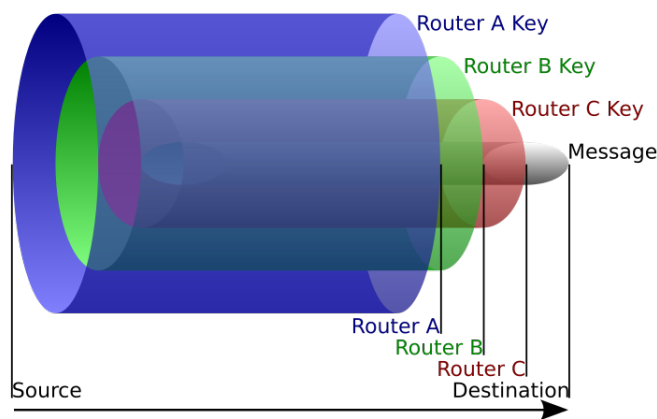 Router A Key
Router B Key
Router C Key
Message
Router A
Router B
Router C
Source
Destination